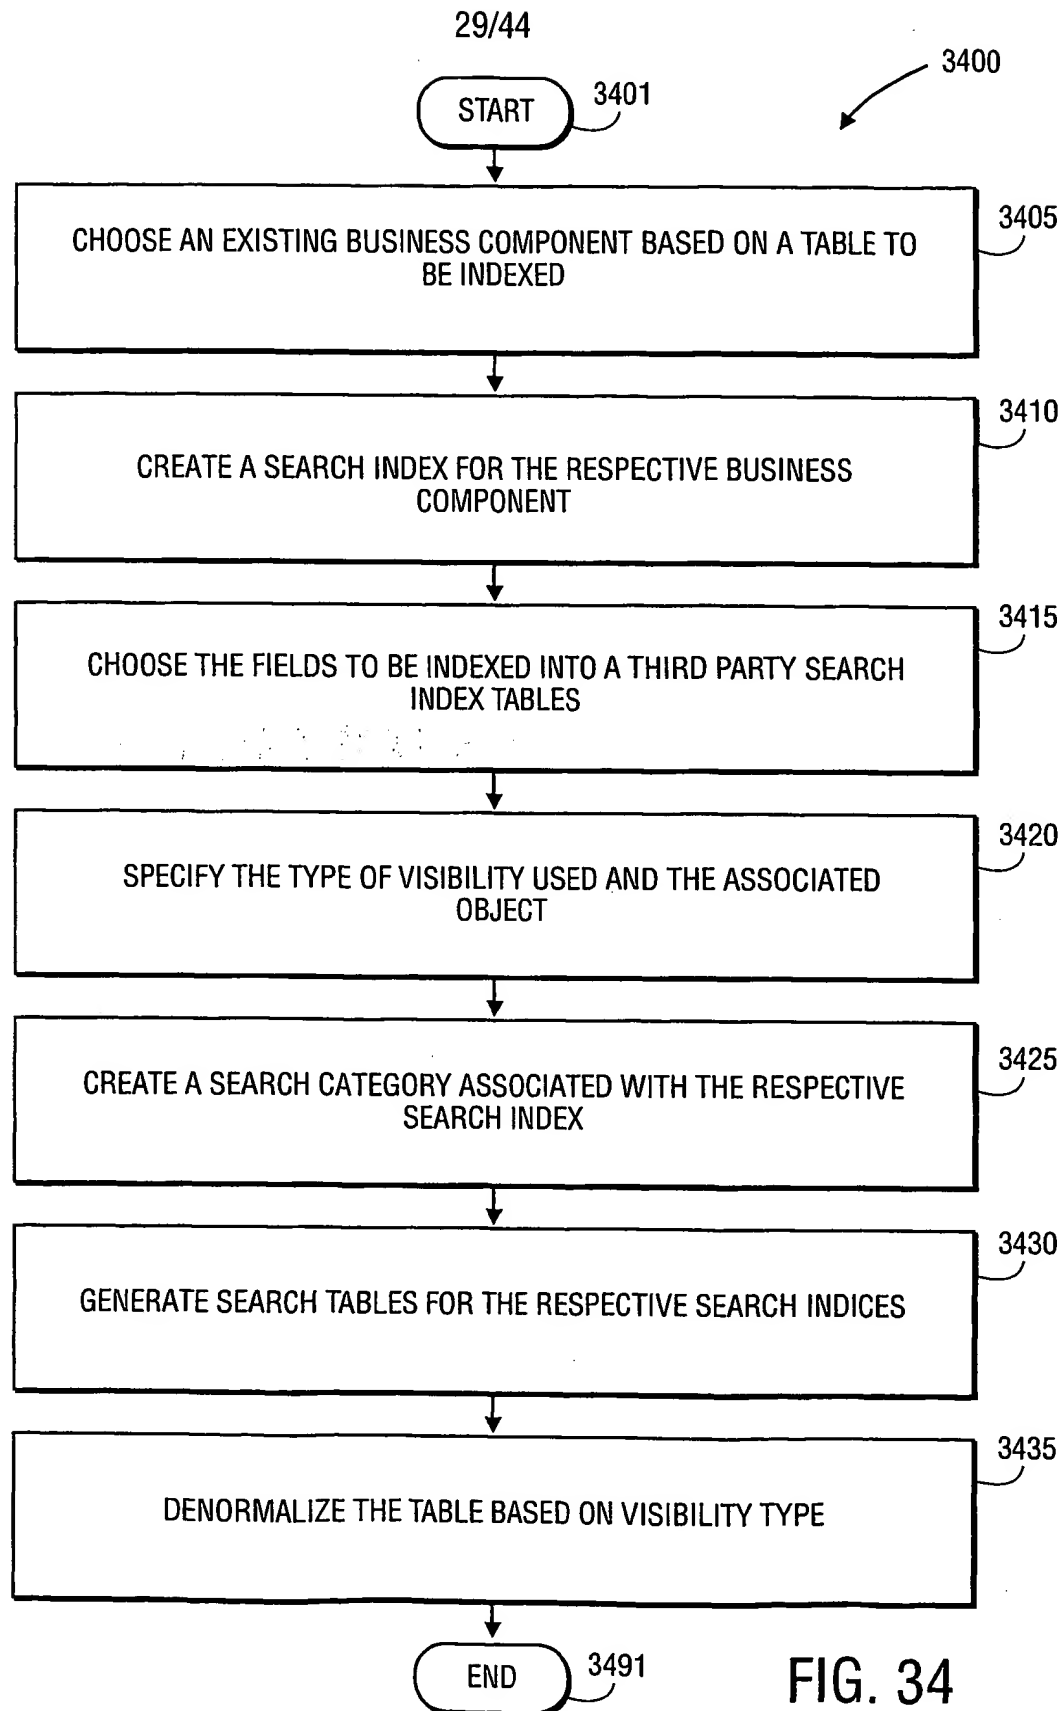 29/44
3400
START
3401
3405
CHOOSE AN EXISTING BUSINESS COMPONENT BASED ON A TABLE TO
BE INDEXED
3410
CREATE A SEARCH INDEX FOR THE RESPECTIVE BUSINESS
COMPONENT
3415
CHOOSE THE FIELDS TO BE INDEXED INTO A THIRD PARTY SEARCH
INDEX TABLES
3420
SPECIFY THE TYPE OF VISIBILITY USED AND THE ASSOCIATED
OBJECT
3425
CREATE A SEARCH CATEGORY ASSOCIATED WITH THE RESPECTIVE
SEARCH INDEX
3430
GENERATE SEARCH TABLES FOR THE RESPECTIVE SEARCH INDICES
3435
DENORMALIZE THE TABLE BASED ON VISIBILITY TYPE
END
3491
FIG. 34